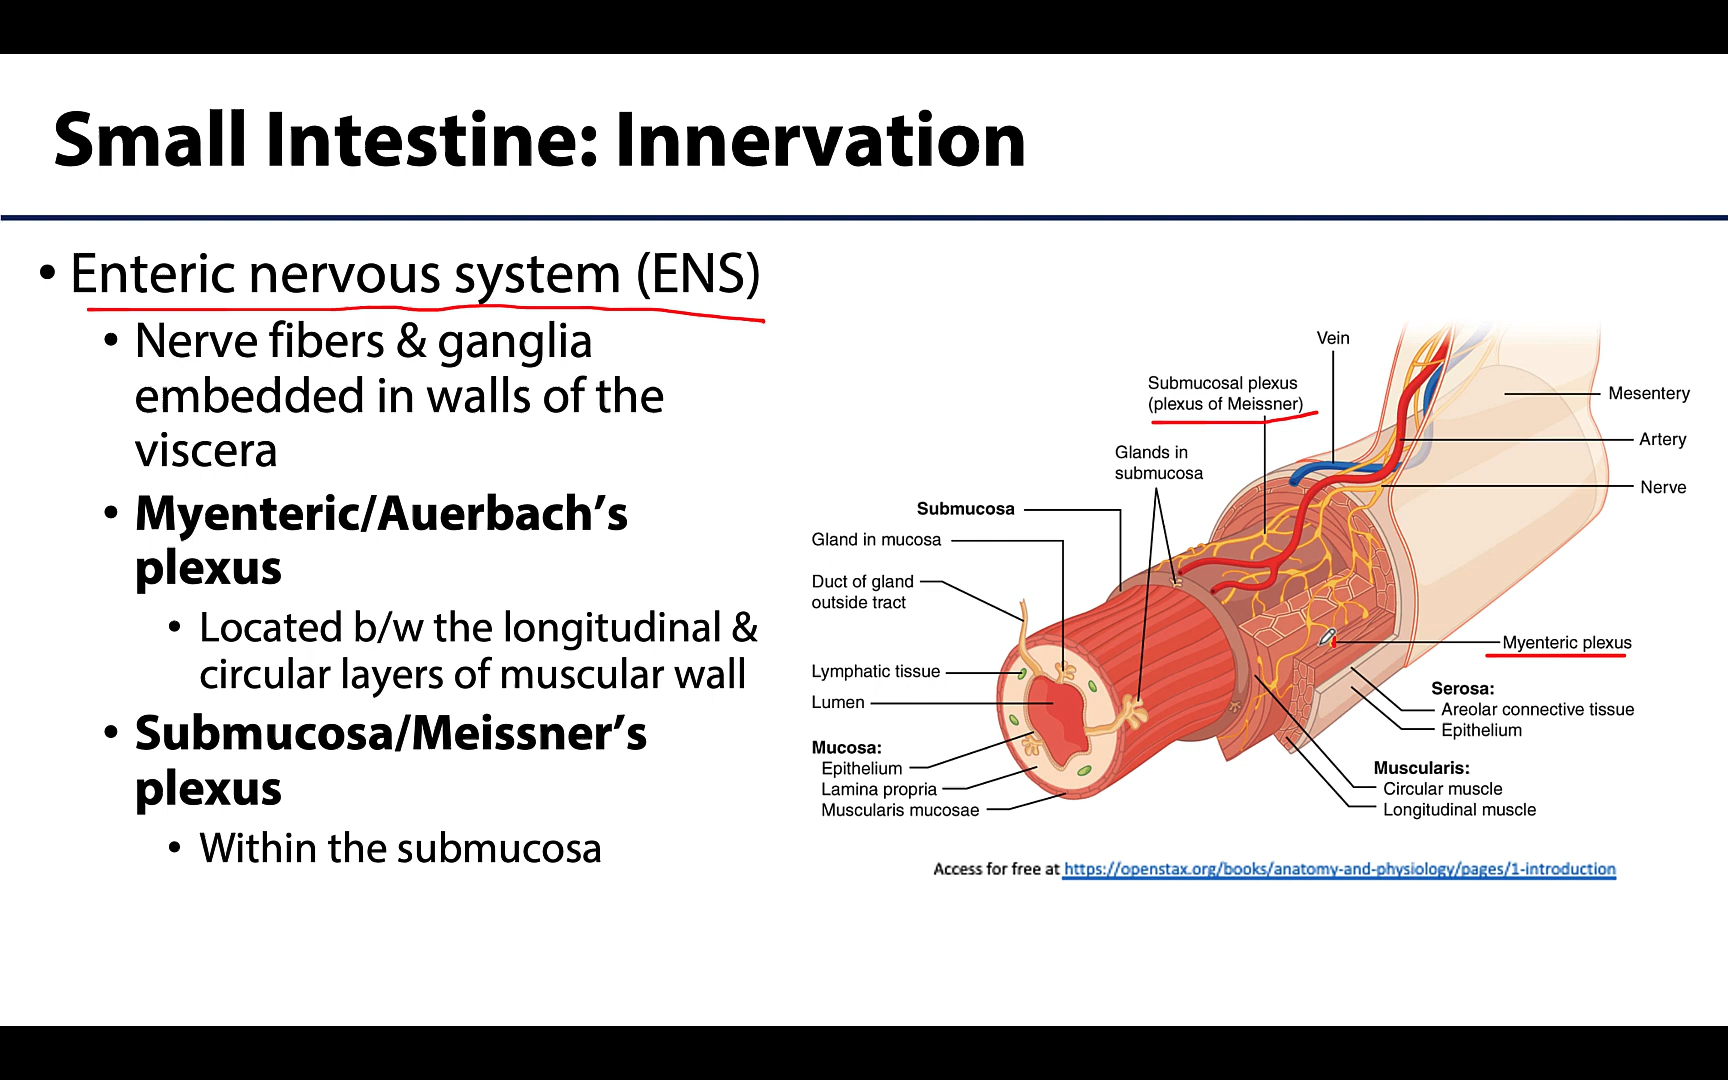 Small Intestine: Innervation
• Enteric nervous system (ENS)
• Nerve fibers & ganglia
embedded in walls of the
viscera
• Myenteric/Auerbach’s
plexus
• Located b/w the longitudinal &
circular layers of muscular wall
• Submucosa/Meissner’s
plexus
• Within the submucosa
Vein
Submucosal plexus
(plexus of Meissner)
Glands in
submucosa
Submucosa
Gland in mucosa
Duct of gland
outside tract
Lymphatic tissue
Lumen
Mucosa:
Epithelium
Lamina propria
Muscularis mucosae
Mesentery
Artery
Nerve
Myenteric plexus
Serosa:
Areolar connective tissue
Epithelium
Muscularis:
Circular muscle
Longitudinal muscle
Access for free at https://openstax.org/books/anatomy-and-physiology/pages/1-introduction